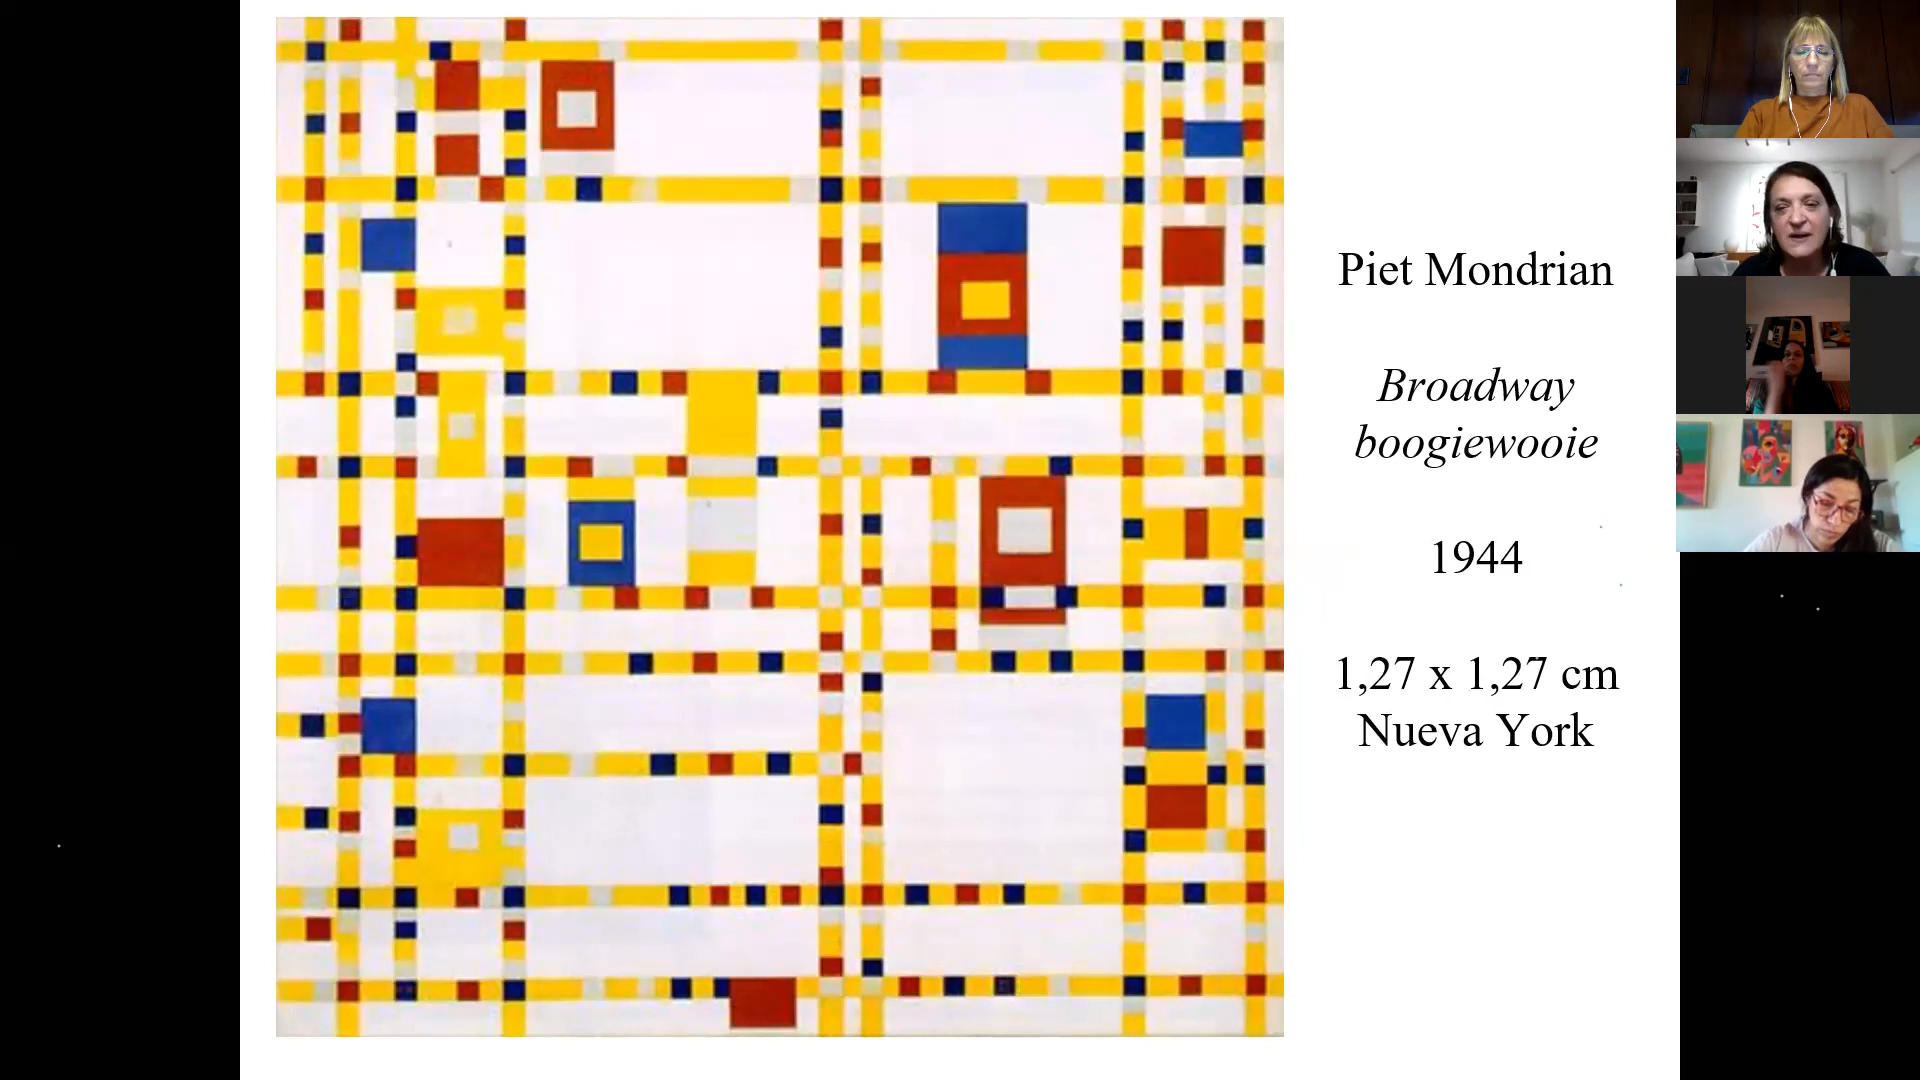 Piet Mondrian
Broadway
boogiewooie
1944
1,27 x 1,27 cm
Nueva York